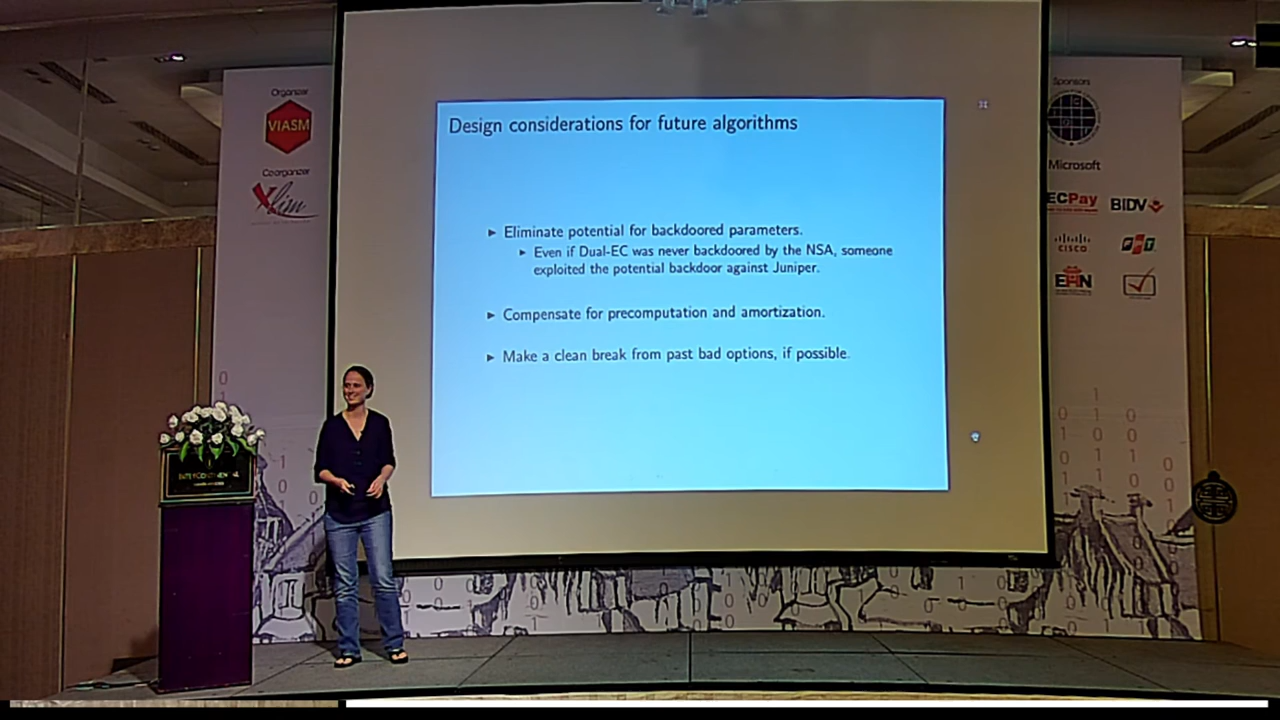 Organizer
VIASM
Co-organizer
Xlim
Design considerations for future algorithms
► Eliminate potential for backdoored parameters.
► Even if Dual-EC was never backdoored by the NSA, someone
exploited the potential backdoor against Juniper.
► Compensate for precomputation and amortization.
► Make a clean break from past bad options, if possible.
Sponsors
Microsoft
ECPay
BIDV
CISCO
FPT